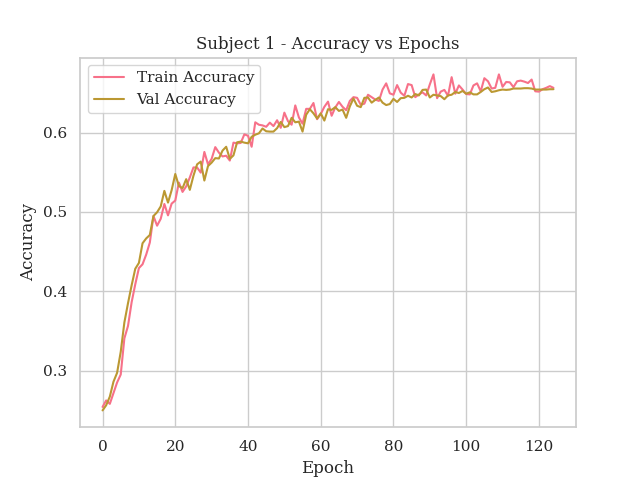 Subject 1 - Accuracy vs Epochs
Train Accuracy
Val Accuracy
0.6
0.5
0.4
0.3
Accuracy
0 20 40 60 80 100 120
Epoch